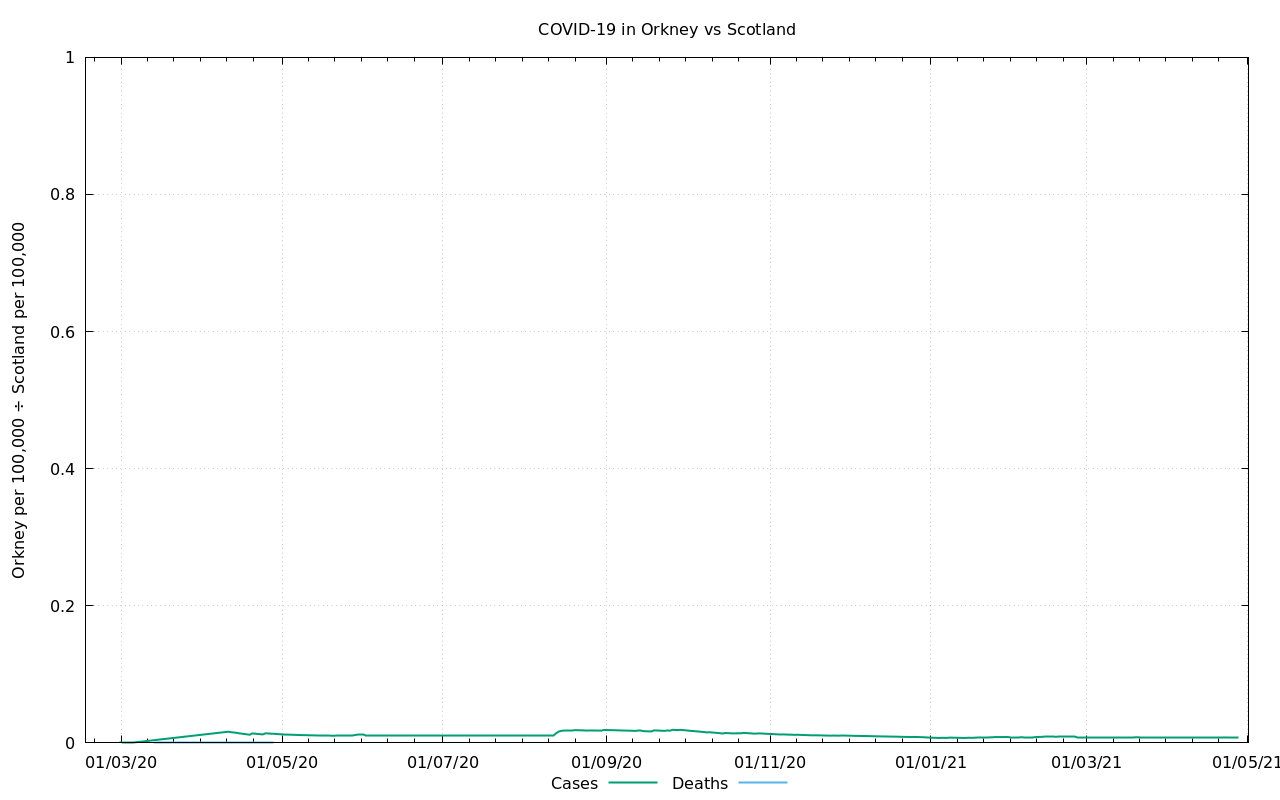 COVID-19 in Orkney vs Scotland
Orkney per 100,000 ÷ Scotland per 100,000
1
0.8
0.6
0.4
0.2
0
01/03/20 01/05/20 01/07/20 01/09/20 01/11/20 01/01/21 01/03/21 01/05/21
Cases Deaths